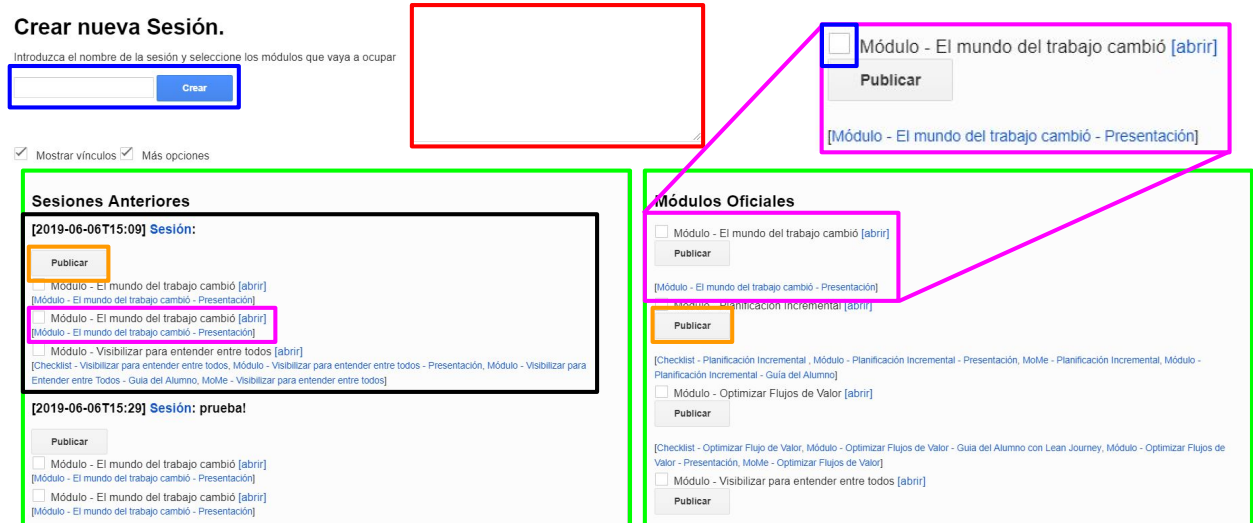 Crear nueva Sesión.
Introduzca el nombre de la sesión y seleccione los módulos que vaya a ocupar
Crear
Mostrar vínculos Más opciones
Módulo - El mundo del trabajo cambió [abrir]
Publicar
[Módulo - El mundo del trabajo cambió - Presentación]
Sesiones Anteriores
[2019-06-06T15:09] Sesión:
Publicar
Módulo - El mundo del trabajo cambió [abrir]
[Módulo - El mundo del trabajo cambió - Presentación]
Módulo - El mundo del trabajo cambió [abrir]
[Módulo - El mundo del trabajo cambió - Presentación]
Módulo - Visibilizar para entender entre todos [abrir]
[Checklist - Visibilizar para entender entre todos, Módulo - Visibilizar para entender entre todos - Presentación, Módulo - Visibilizar para
Entender entre Todos - Guia del Alumno, MoMe - Visibilizar para entender entre todos]
[2019-06-06T15:29] Sesión: prueba!
Publicar
Módulo - El mundo del trabajo cambió [abrir]
[Módulo - El mundo del trabajo cambió - Presentación]
Módulo - El mundo del trabajo cambió [abrir]
[Módulo - El mundo del trabajo cambió - Presentación]
Módulos Oficiales
Módulo - El mundo del trabajo cambió [abrir]
Publicar
[Módulo - El mundo del trabajo cambió - Presentación]
Módulo - Planificación Incremental [abrir]
Publicar
[Checklist - Planificación Incremental , Módulo - Planificación Incremental - Presentación, MoMe - Planificación Incremental, Módulo -
Planificación Incremental - Guía del Alumno]
Módulo - Optimizar Flujos de Valor [abrir]
Publicar
[Checklist - Optimizar Flujo de Valor, Módulo - Optimizar Flujos de Valor - Guia del Alumno con Lean Journey, Módulo - Optimizar Flujos de
Valor - Presentación, MoMe - Optimizar Flujos de Valor]
Módulo - Visibilizar para entender entre todos [abrir]
Publicar